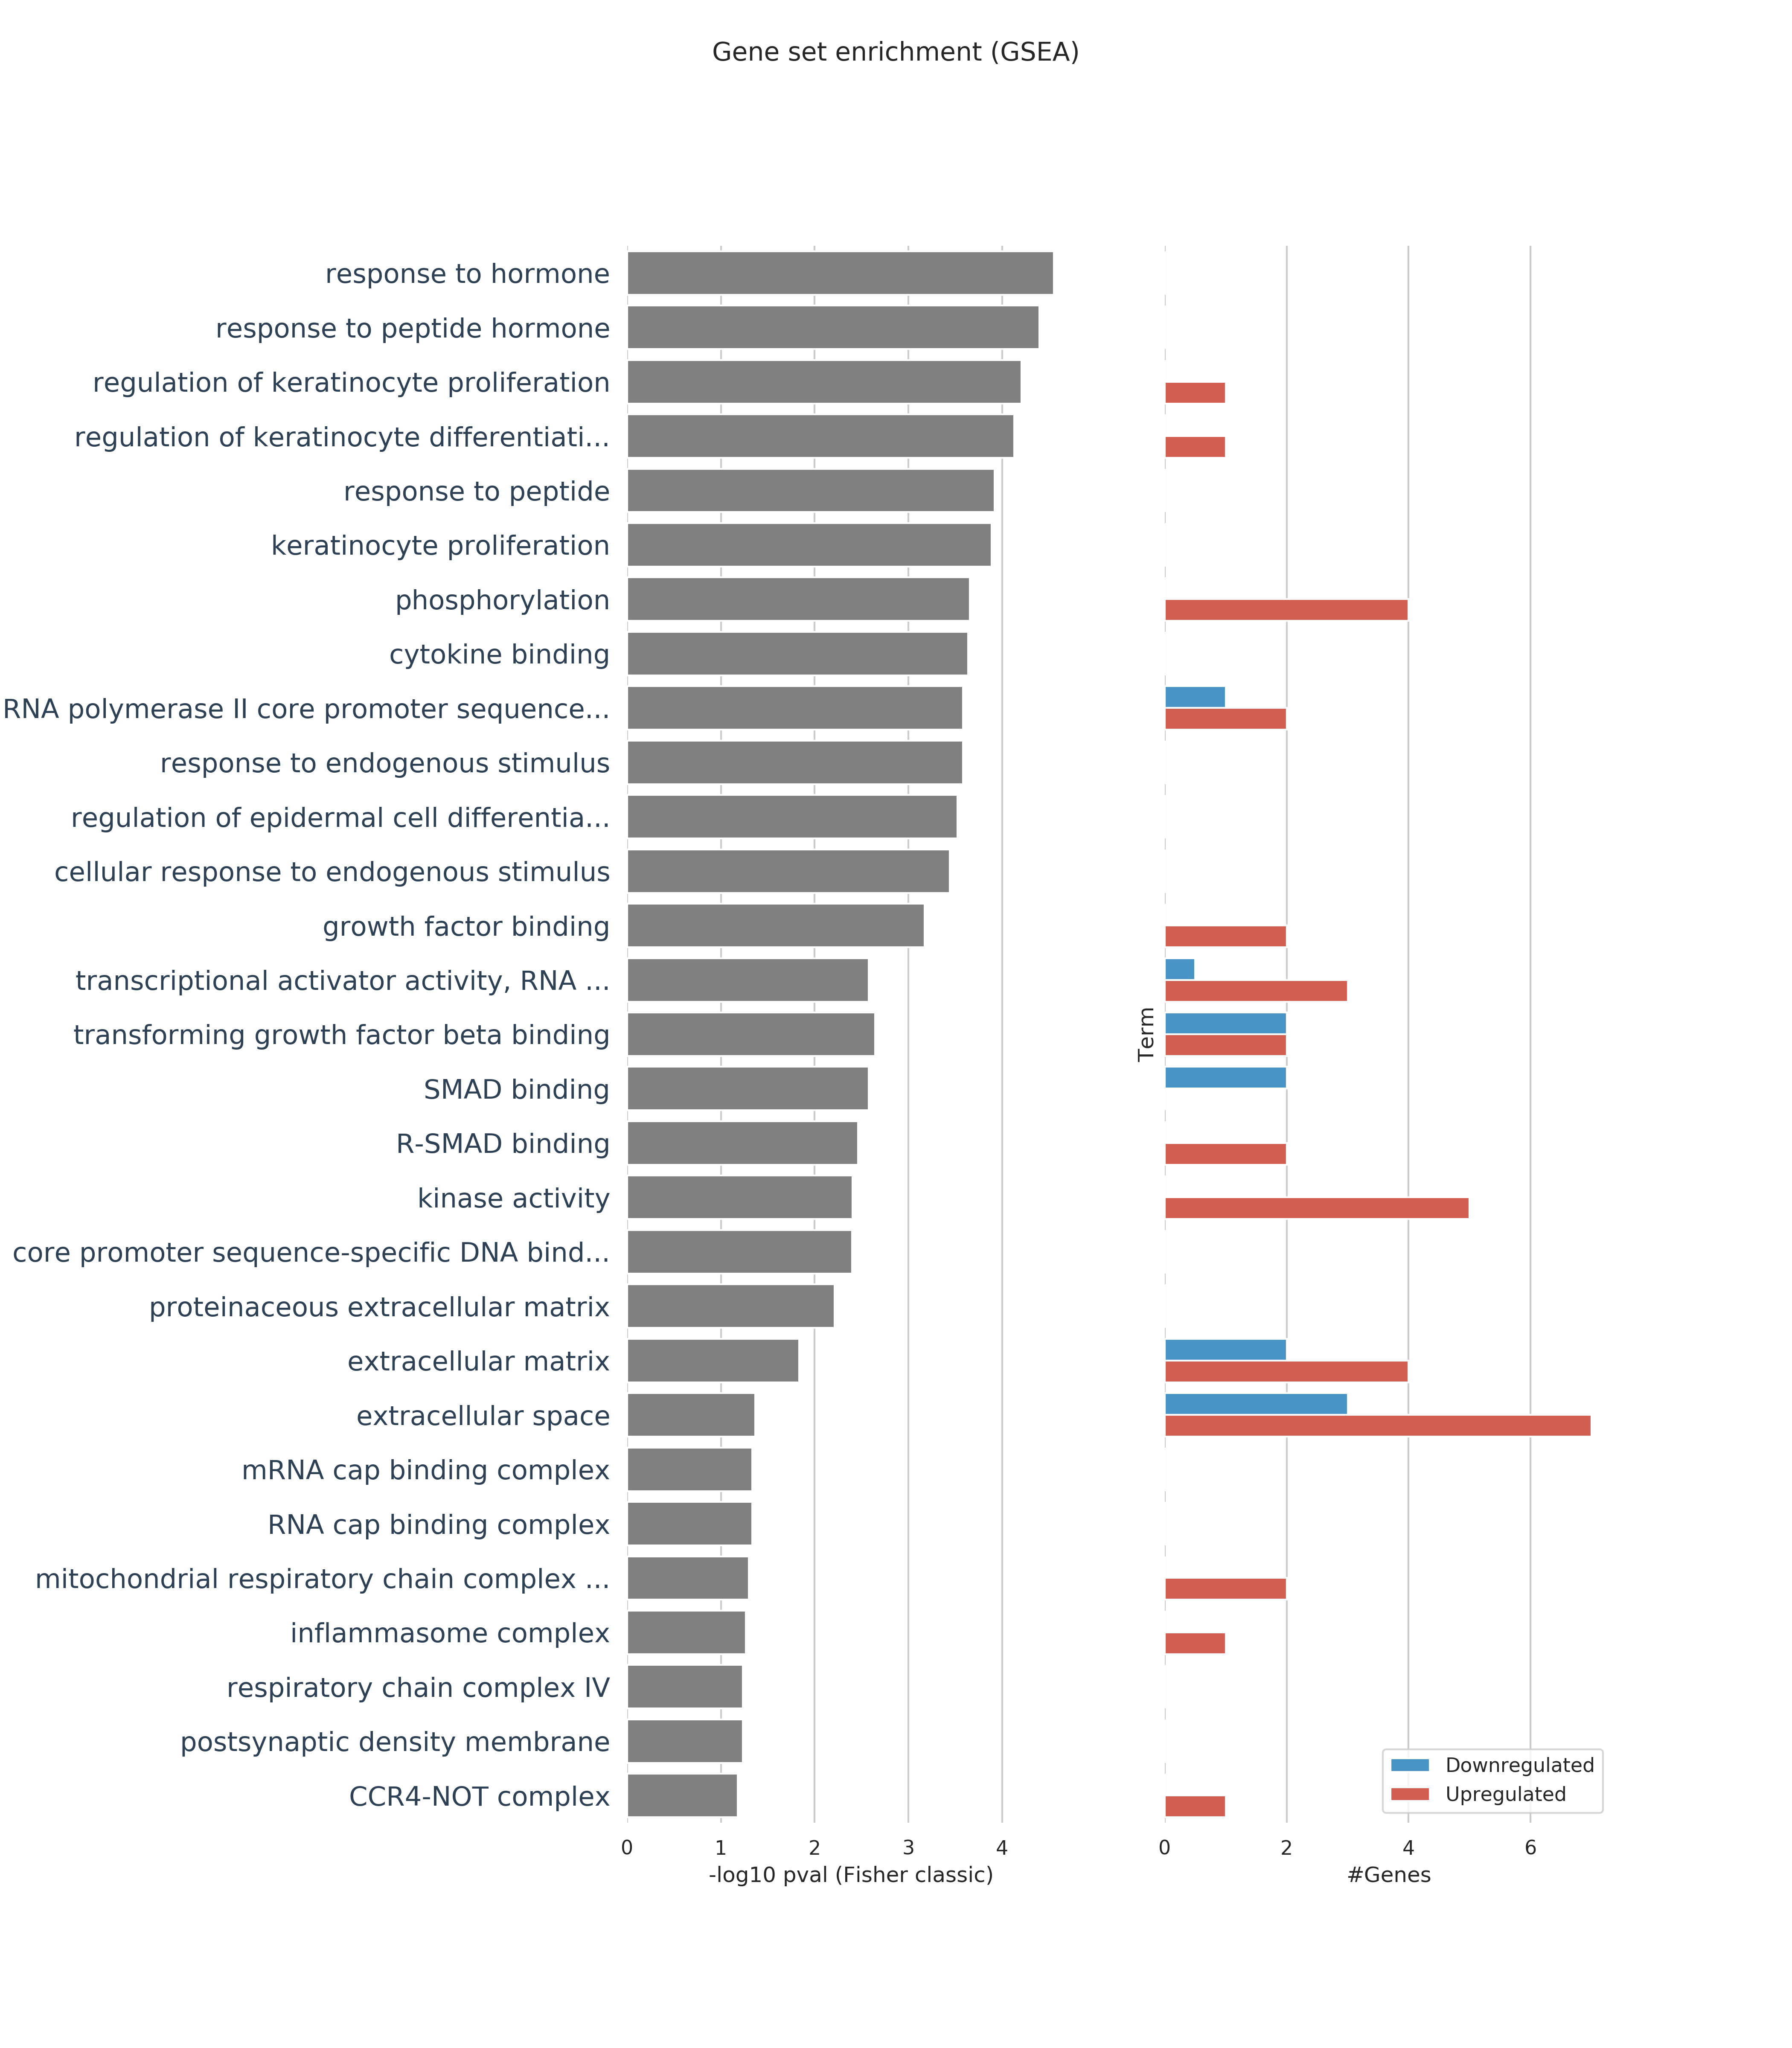 Gene set enrichment (GSEA)
response to hormone
response to peptide hormone
regulation of keratinocyte proliferation
regulation of keratinocyte differentiati...
response to peptide
keratinocyte proliferation
phosphorylation
cytokine binding
RNA polymerase II core promoter sequence...
response to endogenous stimulus
regulation of epidermal cell differentia...
cellular response to endogenous stimulus
growth factor binding
transcriptional activator activity, RNA ...
transforming growth factor beta binding
SMAD binding
R-SMAD binding
kinase activity
core promoter sequence-specific DNA bind...
proteinaceous extracellular matrix
extracellular matrix
extracellular space
mRNA cap binding complex
RNA cap binding complex
mitochondrial respiratory chain complex ...
inflammasome complex
respiratory chain complex IV
postsynaptic density membrane
CCR4-NOT complex
0 1 2 3 4
-log10 pval (Fisher classic)
Term
Downregulated
Upregulated
0 2 4 6
#Genes